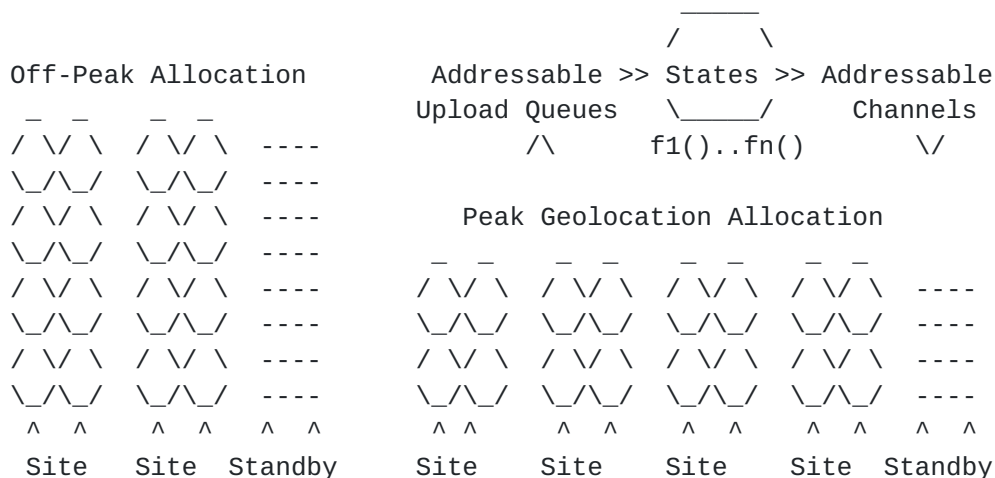 Off-Peak Allocation
Addressable >> States >> Addressable
Upload Queues
Channels
f1()..fn()
Peak Geolocation Allocation
Site Site Standby
Site Site Site Site Standby